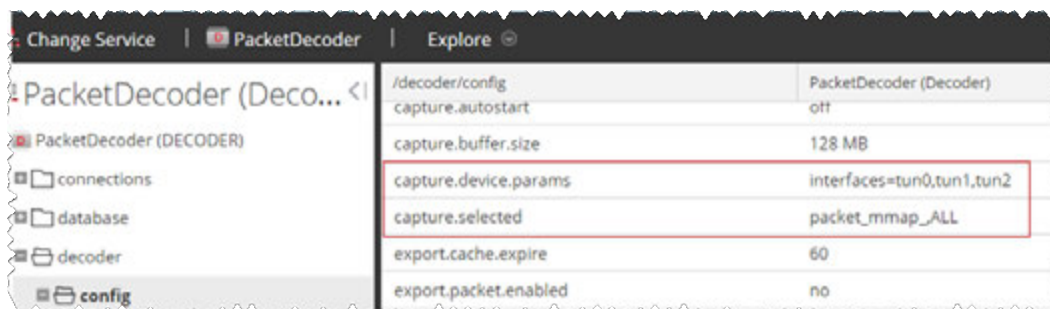 Change Service | PacketDecoder | Explore
PacketDecoder (Deco...
PacketDecoder (DECODER)
connections
database
decoder
config
/decoder/config PacketDecoder (Decoder)
capture.autostart off
capture.buffer.size 128 MB
capture.device.params interfaces=tun0,tun1,tun2
capture.selected packet_mmap_,ALL
export.cache.expire 60
export.packet.enabled no